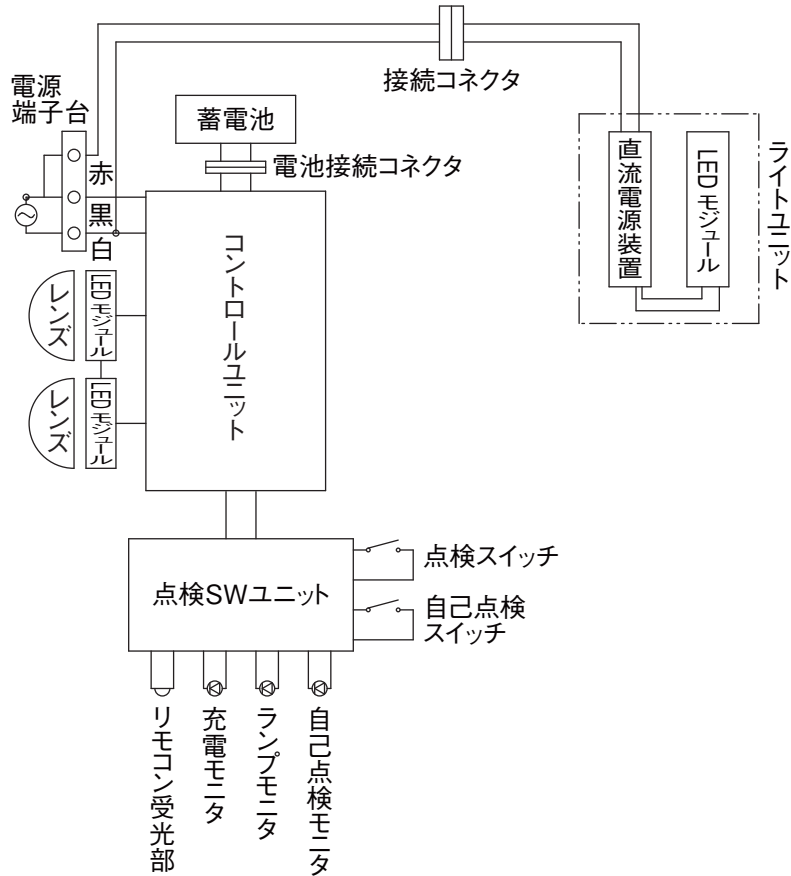 接続コネクタ
電源
端子台
蓄電池
電池接続コネクタ
赤
黒
白
直流電源装置
LEDモジュール
ライトユニット
コントロールユニット
レンズ
LEDモジュール
レンズ
LEDモジュール
点検SWユニット
点検スイッチ
自己点検
スイッチ
リモコン受光部
充電モニタ
ランプモニタ
自己点検モニタ